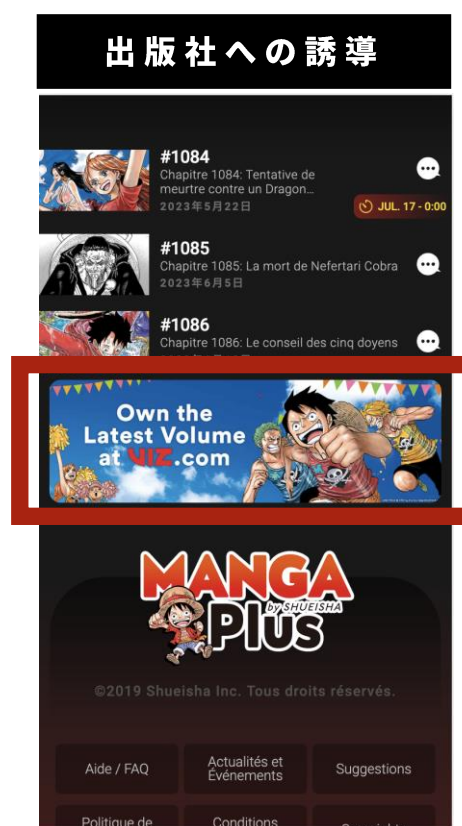 出版社への誘導
#1084
Chapitre 1084: Tentative de
meurtre contre un Dragon...
2023年5月22日
JUL. 17 - 0:00
#1085
Chapitre 1085: La mort de Nefertari Cobra
2023年6月5日
#1086
Chapitre 1086: Le conseil des cinq doyens
Own the
Latest Volume
at VIZ.com
MANGA
by SHUEISHA
Plus
©2019 Shueisha Inc. Tous droits réservés.
Aide / FAQ
Actualités et
Événements
Suggestions
Politique de
Conditions